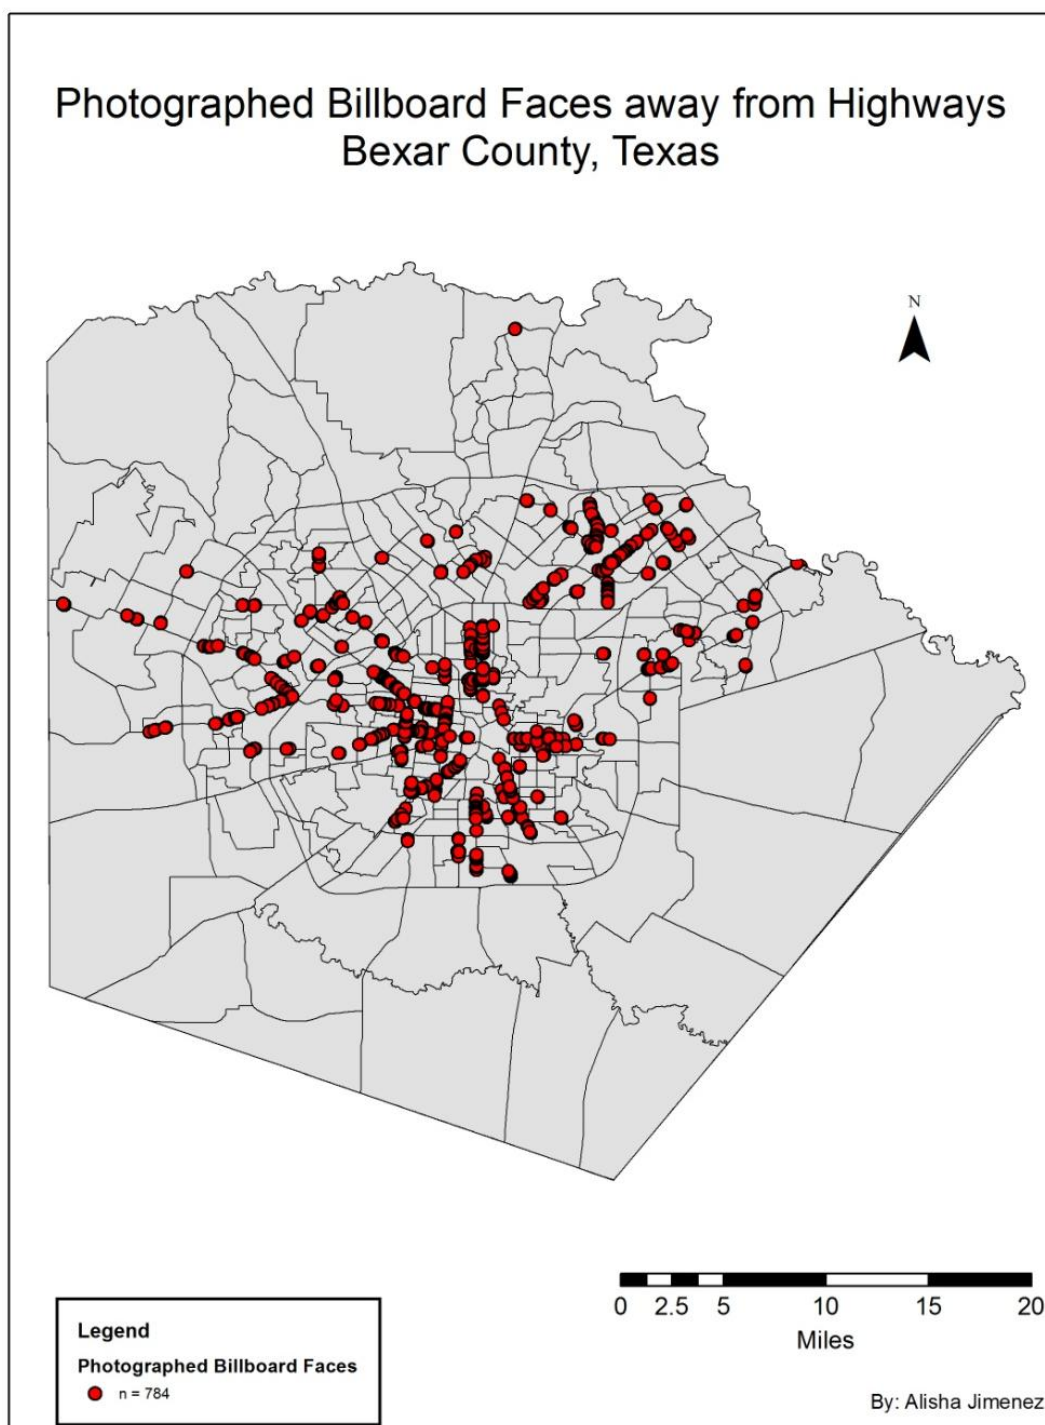 Photographed Billboard Faces away from Highways
Bexar County, Texas
N
0 2.5 5 10 15 20
Miles
Legend
Photographed Billboard Faces
n = 784
By: Alisha Jimenez